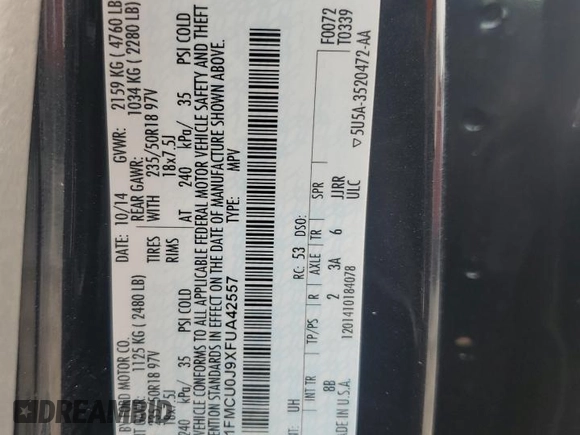 DATE: 10/14 GVWR: 2159 KG ( 4760 LB
FORD MOTOR CO. REAR GAWR: 1034 KG ( 2280 LB)
1125 KG ( 2480 LB) WITH 235/50R18 97V
50R18 97V TIRES 18x7.5J
18x7.5J RIMS AT 240 kPa/ 35 PSI COLD
240 kPa/ 35 PSI COLD
VEHICLE CONFORMS TO ALL APPLICABLE FEDERAL MOTOR VEHICLE SAFETY AND THEFT
STANDARDS IN EFFECT ON THE DATE OF MANUFACTURE SHOWN ABOVE.
1FMCU0J9XFUA42557 TYPE: MPV
F0072
T0339
UH RC: 53 DSO:
INT TR TP/PS R AXLE TR SPR
8B 2 3A 6 JJRR
MADE IN U.S.A. 1201410184078 ULC
▽5U5A-3520472-AA
DREAMBID